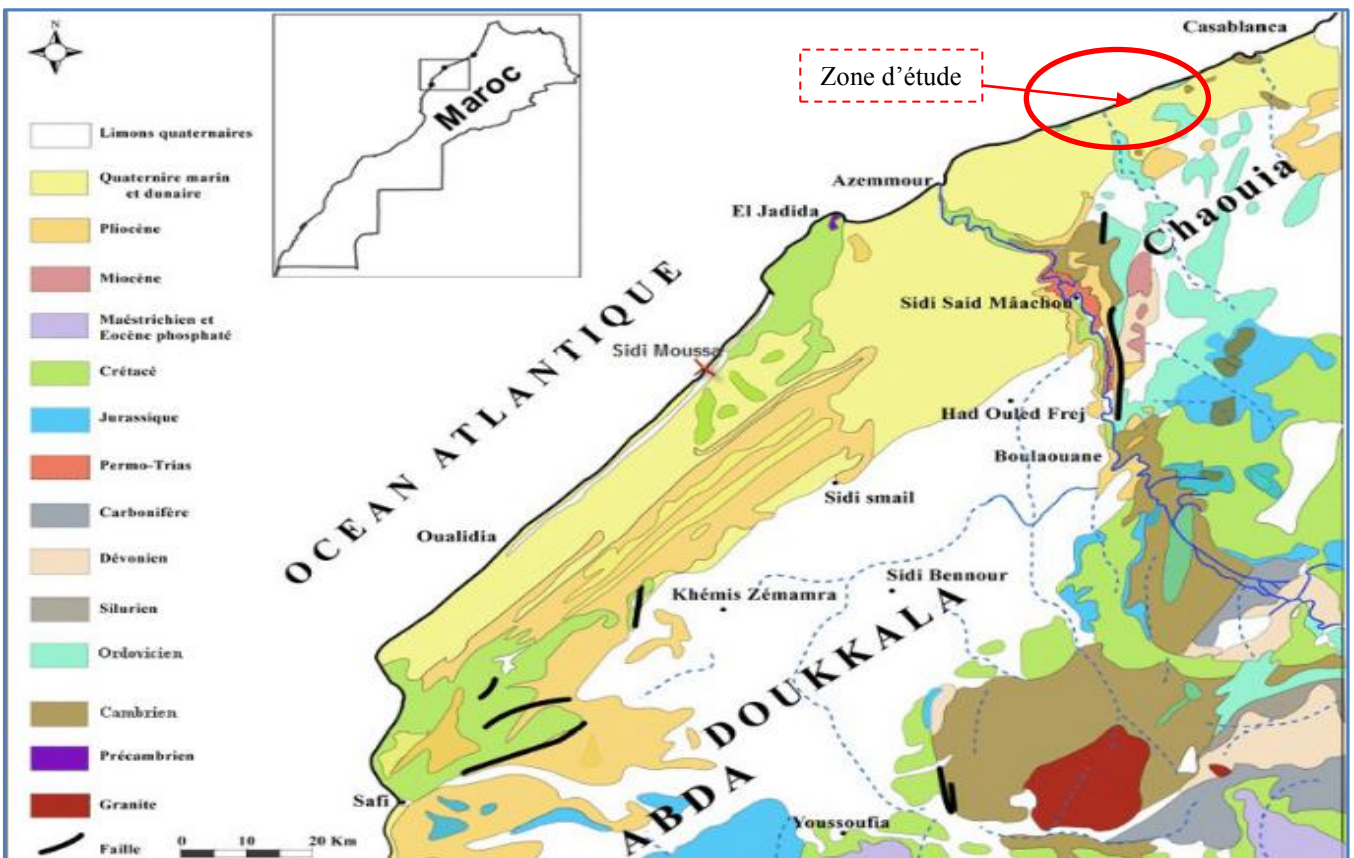 N
Maroc
Casablanca
Zone d'étude
Limons quaternaires
Quaternire marin
et dunaire
Pliocène
Miocène
Maéstrichien et
Eocène phosphaté
Crétacé
Jurassique
Permo-Trias
Carbonifère
Dévonien
Silurien
Ordovicien
Cambrien
Précambrien
Granite
Faille
0 10 20 Km
Azemmour
El Jadida
Chaouia
Sidi Said Mâachou
OCEAN ATLANTIQUE
Sidi Moussa
Had Ouled Frej
Boulaouane
Sidi smail
Oualidia
Sidi Bennour
Khémis Zémamra
DOUKKALA
ABDA
Safi
Youssoufia